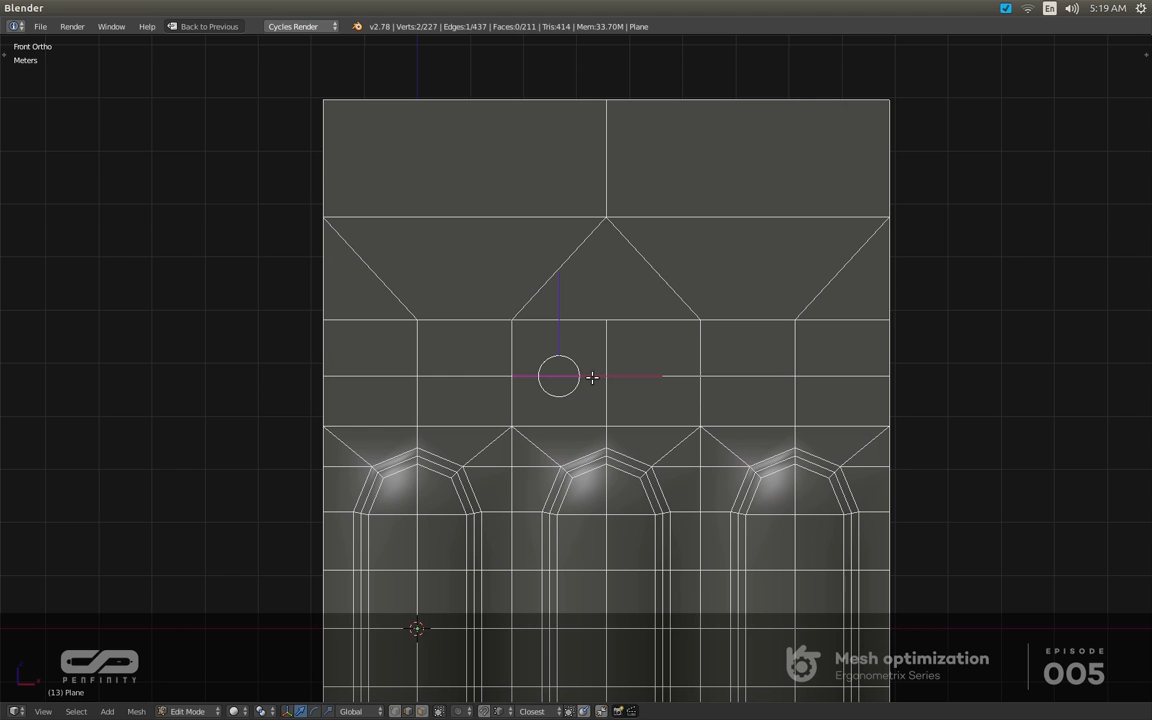 Blender
En
5:19 AM
File Render Window Help Back to Previous Cycles Render v2.78 | Verts:2/227 | Edges:1/437 | Faces:0/211 | Tris:414 | Mem:33.70M | Plane
Front Ortho
Meters
PENFINITY
Mesh optimization
Erganometrix Series
EPISODE
005
(13) Plane
View Select Add Mesh Edit Mode Global Closest